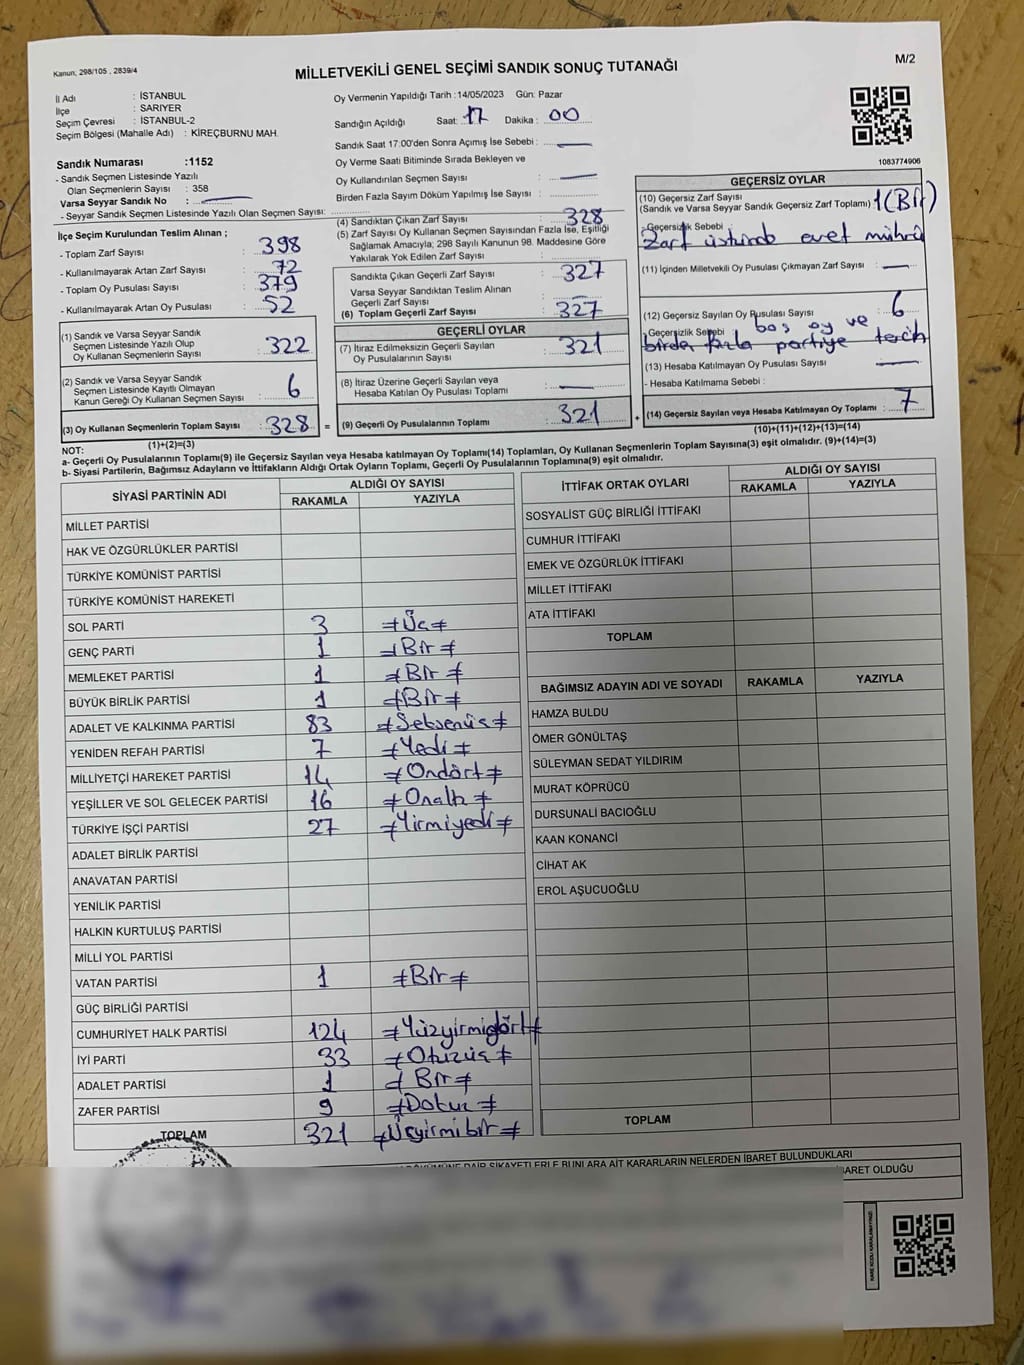 Kanun, 298/105 , 2839/4
M/2
MİLLETVEKİLİ GENEL SEÇİMİ SANDIK SONUÇ TUTANAĞI
İl Adı : İSTANBUL
İlçe : SARIYER
Seçim Çevresi : İSTANBUL-2
Seçim Bölgesi (Mahalle Adı) : KİREÇBURNU MAH.
Sandık Numarası :1152
- Sandık Seçmen Listesinde Yazılı
Olan Seçmenlerin Sayısı : 358
Varsa Seyyar Sandık No :
- Seyyar Sandık Seçmen Listesinde Yazılı Olan Seçmen Sayısı:
Oy Vermenin Yapıldığı Tarih :14/05/2023 Gün: Pazar
Sandığın Açıldığı Saat: 17 Dakika : 00
Sandık Saat 17:00'den Sonra Açımış İse Sebebi :
Oy Verme Saati Bitiminde Sırada Bekleyen ve
Oy Kullandırılan Seçmen Sayısı :
Birden Fazla Sayım Döküm Yapılmış İse Sayısı :
1083774906
İlçe Seçim Kurulundan Teslim Alınan ;
- Toplam Zarf Sayısı : 398
- Kullanılmayarak Artan Zarf Sayısı : 72
- Toplam Oy Pusulası Sayısı : 379
- Kullanılmayarak Artan Oy Pusulası : 52
(1) Sandık ve Varsa Seyyar Sandık
Seçmen Listesinde Yazılı Olup
Oy Kullanan Seçmenlerin Sayısı : 322
(2) Sandık ve Varsa Seyyar Sandık
Seçmen Listesinde Kayıtlı Olmayan
Kanun Gereği Oy Kullanan Seçmen Sayısı : 6
(3) Oy Kullanan Seçmenlerin Toplam Sayısı : 328
(1)+(2)=(3)
(4) Sandıktan Çıkan Zarf Sayısı : 328
(5) Zarf Sayısı Oy Kullanan Seçmen Sayısından Fazla İse, Eşitliği
Sağlamak Amacıyla; 298 Sayılı Kanunun 98. Maddesine Göre
Yakılarak Yok Edilen Zarf Sayısı :
Sandıkta Çıkan Geçerli Zarf Sayısı : 327
Varsa Seyyar Sandıktan Teslim Alınan
Geçerli Zarf Sayısı :
(6) Toplam Geçerli Zarf Sayısı : 327
GEÇERLİ OYLAR
(7) İtiraz Edilmeksizin Geçerli Sayılan
Oy Pusulalarının Sayısı : 321
(8) İtiraz Üzerine Geçerli Sayılan veya
Hesaba Katılan Oy Pusulaları Toplamı :
= (9) Geçerli Oy Pusulalarının Toplamı : 321 +
GEÇERSİZ OYLAR
(10) Geçersiz Zarf Sayısı
(Sandık ve Varsa Seyyar Sandık Geçersiz Zarf Toplamı) : 1 (Bir)
Geçersizlik Sebebi
Zarf üstünde evet mührü
(11) İçinden Milletvekili Oy Pusulası Çıkmayan Zarf Sayısı :
(12) Geçersiz Sayılan Oy Pusulası Sayısı : 6
Geçersizlik Sebebi boş oy ve
birden fazla partiye tercih
(13) Hesaba Katılmayan Oy Pusulası Sayısı
- Hesaba Katılmama Sebebi :
(14) Geçersiz Sayılan veya Hesaba Katılmayan Oy Toplamı : 7
(10)+(11)+(12)+(13)=(14)
NOT:
a- Geçerli Oy Pusulalarının Toplamı(9) ile Geçersiz Sayılan veya Hesaba katılmayan Oy Toplamı(14) Toplamları, Oy Kullanan Seçmenlerin Toplam Sayısına(3) eşit olmalıdır. (9)+(14)=(3)
b- Siyasi Partilerin, Bağımsız Adayların ve İttifakların Aldığı Ortak Oyların Toplamı, Geçerli Oy Pusulalarının Toplamına(9) eşit olmalıdır.
SİYASİ PARTİNİN ADI ALDIĞI OY SAYISI
RAKAMLA YAZIYLA
MİLLET PARTİSİ
HAK VE ÖZGÜRLÜKLER PARTİSİ
TÜRKİYE KOMÜNİST PARTİSİ
TÜRKİYE KOMÜNİST HAREKETİ
SOL PARTİ 3 ≠Üç≠
GENÇ PARTİ 1 ≠Bir≠
MEMLEKET PARTİSİ 1 ≠Bir≠
BÜYÜK BİRLİK PARTİSİ 1 ≠Bir≠
ADALET VE KALKINMA PARTİSİ 83 ≠Seksenüç≠
YENİDEN REFAH PARTİSİ 7 ≠Yedi≠
MİLLİYETÇİ HAREKET PARTİSİ 14 ≠Ondört≠
YEŞİLLER VE SOL GELECEK PARTİSİ 16 ≠Onaltı≠
TÜRKİYE İŞÇİ PARTİSİ 27 ≠Yirmiyedi≠
ADALET BİRLİK PARTİSİ
ANAVATAN PARTİSİ
YENİLİK PARTİSİ
HALKIN KURTULUŞ PARTİSİ
MİLLİ YOL PARTİSİ
VATAN PARTİSİ 1 ≠Bir≠
GÜÇ BİRLİĞİ PARTİSİ
CUMHURİYET HALK PARTİSİ 124 ≠Yüzyirmidört≠
İYİ PARTİ 33 ≠Otuzüç≠
ADALET PARTİSİ 1 ≠Bir≠
ZAFER PARTİSİ 9 ≠Dokuz≠
TOPLAM 321 ≠Üçyirmibir≠
İTTİFAK ORTAK OYLARI ALDIĞI OY SAYISI
RAKAMLA YAZIYLA
SOSYALİST GÜÇ BİRLİĞİ İTTİFAKI
CUMHUR İTTİFAKI
EMEK VE ÖZGÜRLÜK İTTİFAKI
MİLLET İTTİFAKI
ATA İTTİFAKI
TOPLAM
BAĞIMSIZ ADAYIN ADI VE SOYADI RAKAMLA YAZIYLA
HAMZA BULDU
ÖMER GÖNÜLTAŞ
SÜLEYMAN SEDAT YILDIRIM
MURAT KÖPRÜCÜ
DURSUNALİ BACIOĞLU
KAAN KONANCİ
CİHAT AK
EROL AŞUCUOĞLU
TOPLAM
DÖKÜMÜNE DAİR ŞİKAYETLERLE BUNLARA AİT KARARLARIN NELERDEN İBARET BULUNDUKLARI
İBARET OLDUĞU
KARE KODU KARALAMAYINIZ!